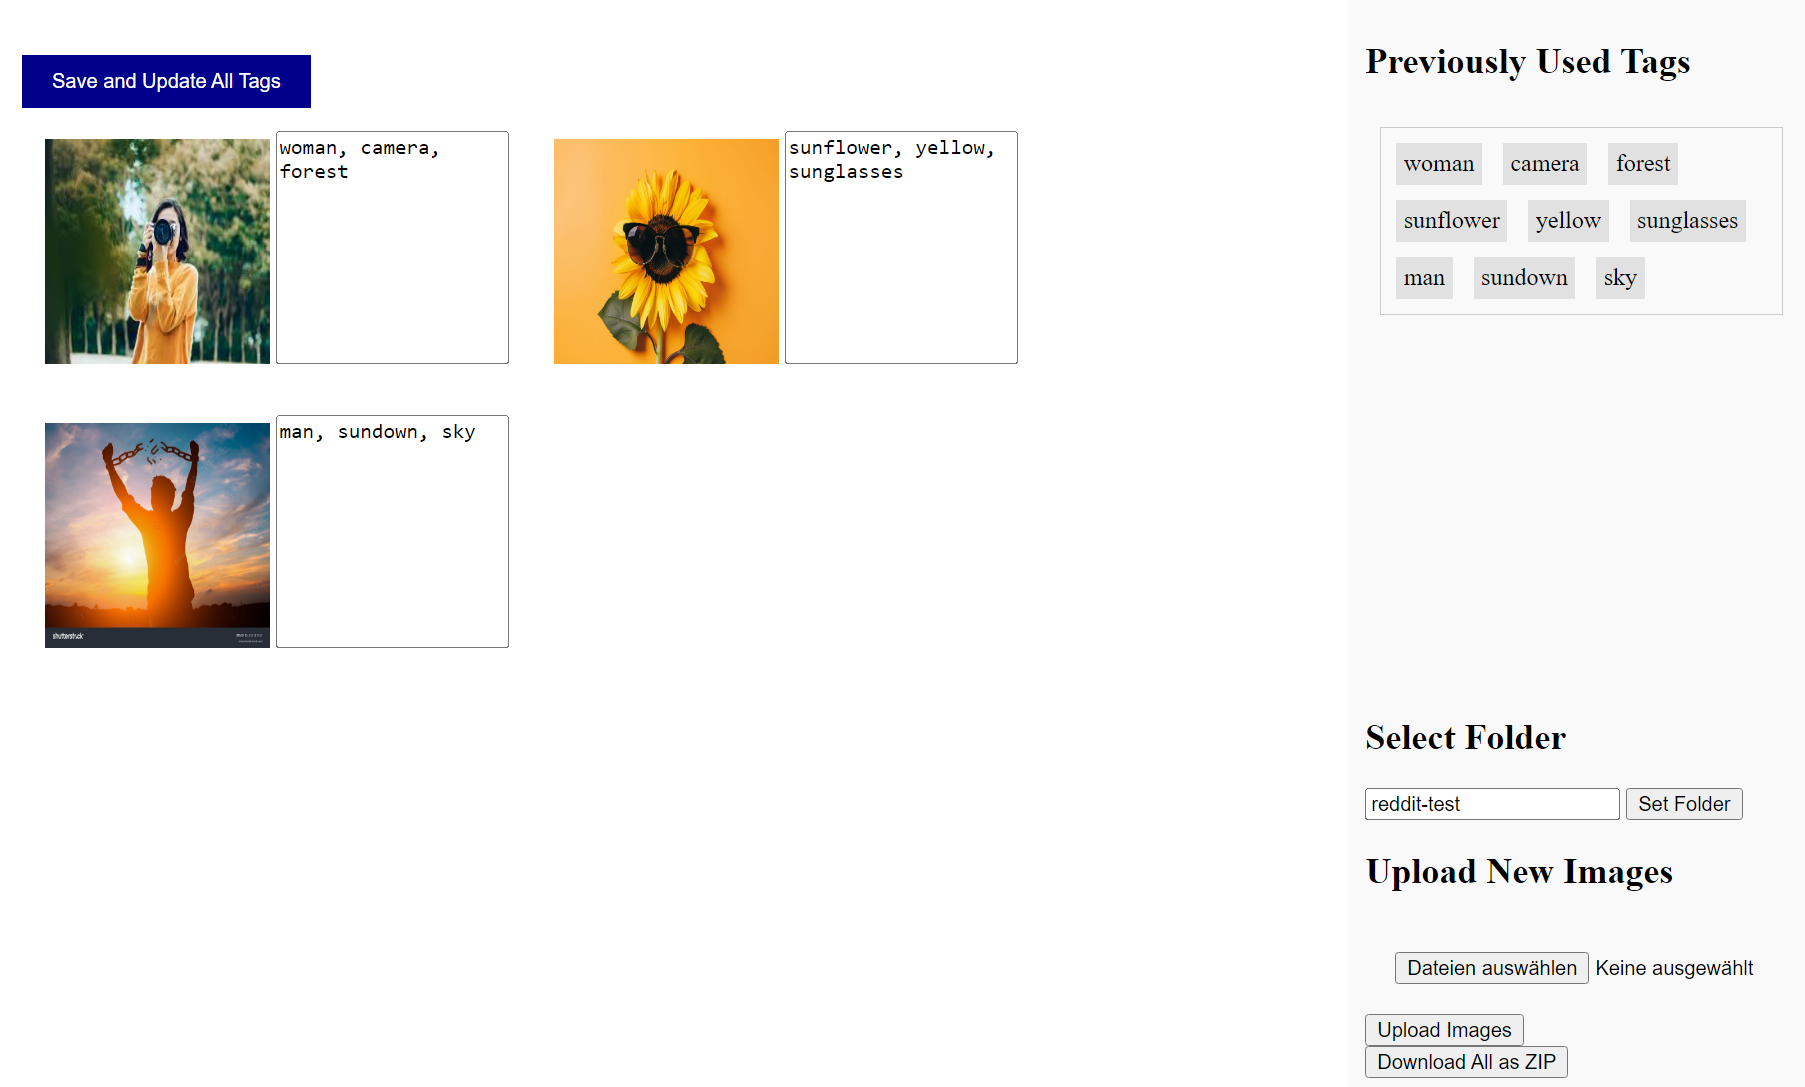 Save and Update All Tags
woman, camera,
forest
sunflower, yellow,
sunglasses
man, sundown, sky
shutterstock
Previously Used Tags
woman camera forest
sunflower yellow sunglasses
man sundown sky
Select Folder
reddit-test Set Folder
Upload New Images
Dateien auswählen Keine ausgewählt
Upload Images
Download All as ZIP